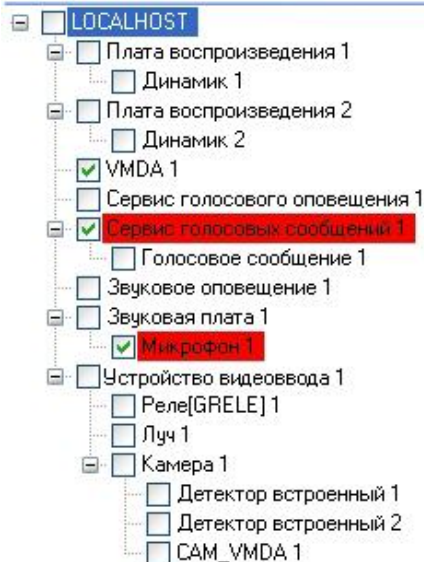 LOCALHOST
Плата воспроизведения 1
Динамик 1
Плата воспроизведения 2
Динамик 2
VMDA 1
Сервис голосового оповещения 1
Сервис голосовых сообщений 1
Голосовое сообщение 1
Звуковое оповещение 1
Звуковая плата 1
Микрофон 1
Устройство видеоввода 1
Реле[GRELE] 1
Луч 1
Камера 1
Детектор встроенный 1
Детектор встроенный 2
CAM_VMDA 1